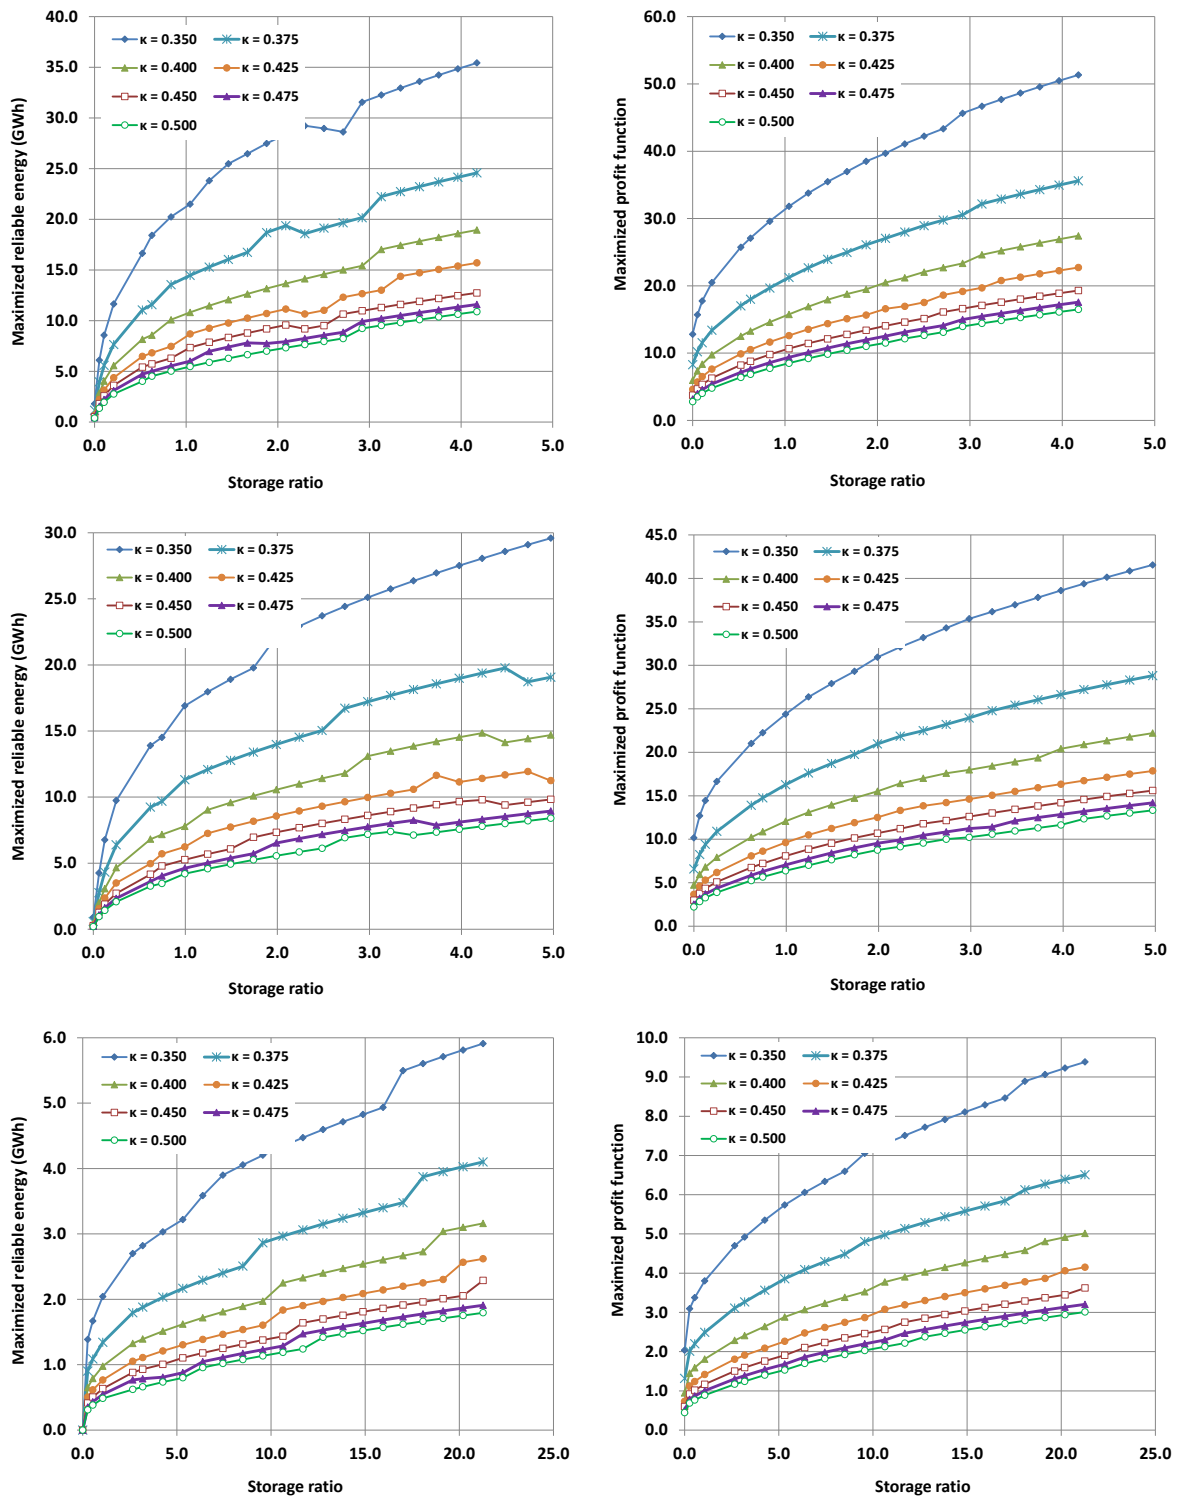 Maximized reliable energy (GWh)
40.0
35.0
30.0
25.0
20.0
15.0
10.0
5.0
0.0
κ = 0.350 κ = 0.375
κ = 0.400 κ = 0.425
κ = 0.450 κ = 0.475
κ = 0.500
0.0 1.0 2.0 3.0 4.0 5.0
Storage ratio
Maximized profit function
60.0
50.0
40.0
30.0
20.0
10.0
0.0
κ = 0.350 κ = 0.375
κ = 0.400 κ = 0.425
κ = 0.450 κ = 0.475
κ = 0.500
0.0 1.0 2.0 3.0 4.0 5.0
Storage ratio
Maximized reliable energy (GWh)
30.0
25.0
20.0
15.0
10.0
5.0
0.0
κ = 0.350 κ = 0.375
κ = 0.400 κ = 0.425
κ = 0.450 κ = 0.475
κ = 0.500
0.0 1.0 2.0 3.0 4.0 5.0
Storage ratio
Maximized profit function
45.0
40.0
35.0
30.0
25.0
20.0
15.0
10.0
5.0
0.0
κ = 0.350 κ = 0.375
κ = 0.400 κ = 0.425
κ = 0.450 κ = 0.475
κ = 0.500
0.0 1.0 2.0 3.0 4.0 5.0
Storage ratio
Maximized reliable energy (GWh)
6.0
5.0
4.0
3.0
2.0
1.0
0.0
κ = 0.350 κ = 0.375
κ = 0.400 κ = 0.425
κ = 0.450 κ = 0.475
κ = 0.500
0.0 5.0 10.0 15.0 20.0 25.0
Storage ratio
Maximized profit function
10.0
9.0
8.0
7.0
6.0
5.0
4.0
3.0
2.0
1.0
0.0
κ = 0.350 κ = 0.375
κ = 0.400 κ = 0.425
κ = 0.450 κ = 0.475
κ = 0.500
0.0 5.0 10.0 15.0 20.0 25.0
Storage ratio